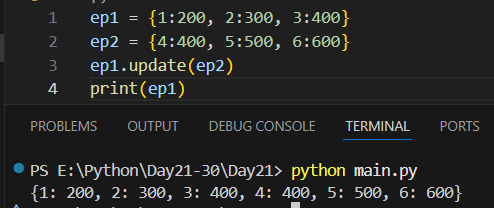 1 ep1 = {1:200, 2:300, 3:400}
2 ep2 = {4:400, 5:500, 6:600}
3 ep1.update(ep2)
4 print(ep1)
PROBLEMS OUTPUT DEBUG CONSOLE TERMINAL PORTS
PS E:\Python\Day21-30\Day21> python main.py
{1: 200, 2: 300, 3: 400, 4: 400, 5: 500, 6: 600}